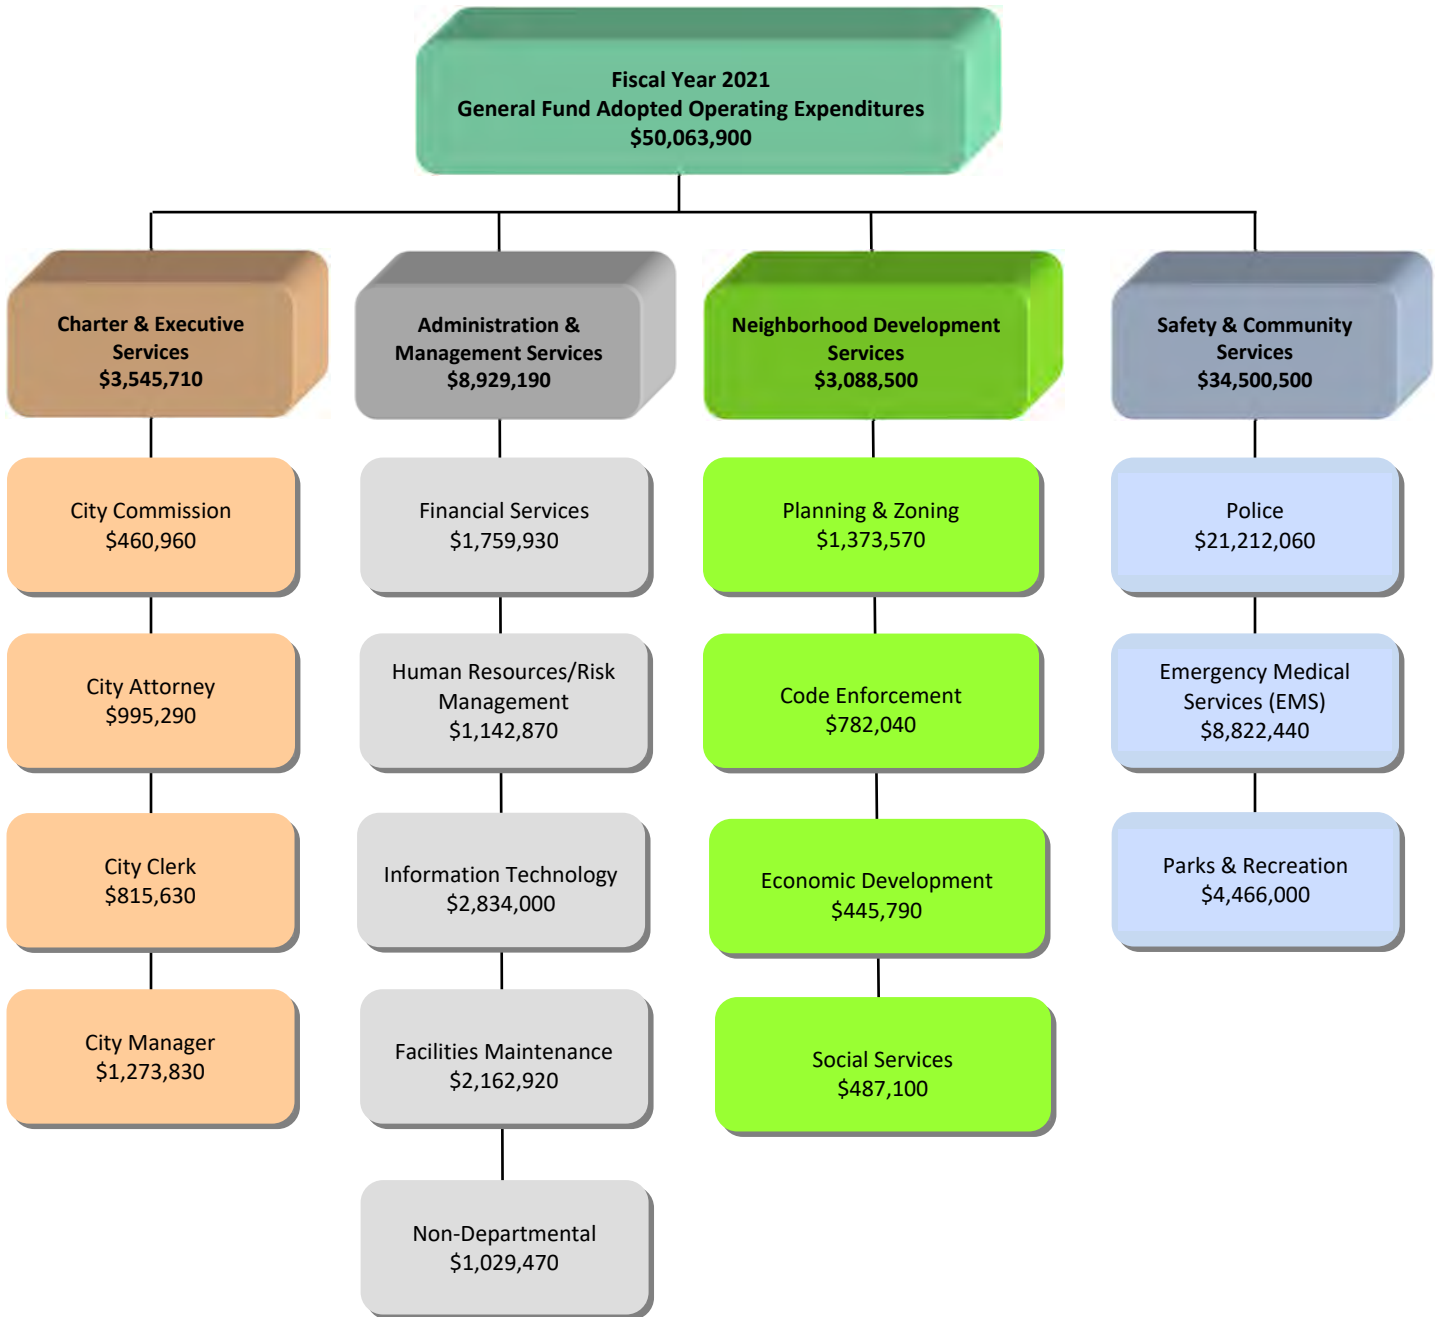 Fiscal Year 2021
General Fund Adopted Operating Expenditures
$50,063,900
Charter & Executive
Services
$3,545,710
Administration &
Management Services
$8,929,190
Neighborhood Development
Services
$3,088,500
Safety & Community
Services
$34,500,500
City Commission
$460,960
Financial Services
$1,759,930
Planning & Zoning
$1,373,570
Police
$21,212,060
City Attorney
$995,290
Human Resources/Risk
Management
$1,142,870
Code Enforcement
$782,040
Emergency Medical
Services (EMS)
$8,822,440
City Clerk
$815,630
Information Technology
$2,834,000
Economic Development
$445,790
Parks & Recreation
$4,466,000
City Manager
$1,273,830
Facilities Maintenance
$2,162,920
Social Services
$487,100
Non-Departmental
$1,029,470